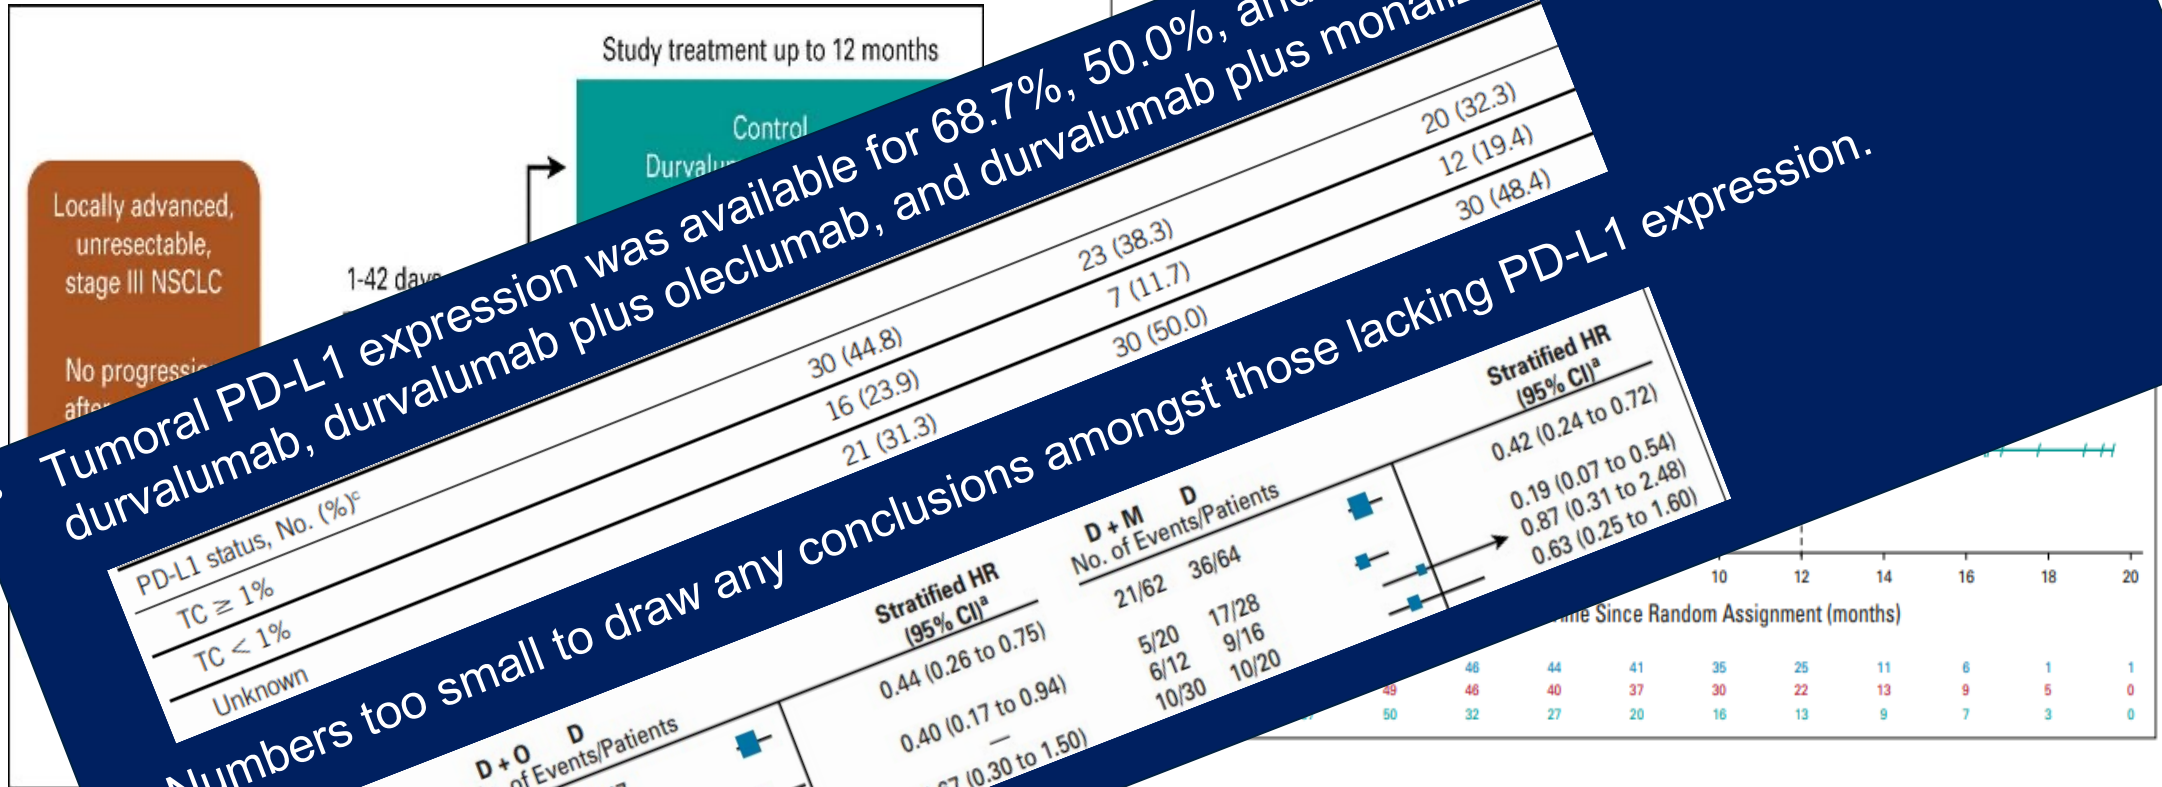 Study treatment up to 12 months
Control
Locally advanced,
unresectable,
stage III NSCLC
1-42
No
Tumoral PD-L1 expression was available for 68.7%, 50.0%, and
durvalumab, durvalumab plus oleclumab, and durvalumab plus
PD-L1 status, No. (%)c
TC ≥ 1% 30 (44.8) 23 (38.3) 20 (32.3)
TC < 1% 16 (23.9) 7 (11.7) 12 (19.4)
Unknown 21 (31.3) 30 (50.0) 30 (48.4)
Numbers too small to draw any conclusions amongst those lacking PD-L1 expression.
D + O D
of Events/Patients
Stratified HR
(95% CI)a
0.44 (0.26 to 0.75)
0.40 (0.17 to 0.94)
—
(0.30 to 1.50)
D + M D
No. of Events/Patients
Stratified HR
(95% CI)a
21/62 36/64 0.42 (0.24 to 0.72)
5/20 17/28 0.19 (0.07 to 0.54)
6/12 9/16 0.87 (0.31 to 2.48)
10/30 10/20 0.63 (0.25 to 1.60)
10 12 14 16 18 20
Since Random Assignment (months)
46 44 41 35 25 11 6 1 1
49 46 40 37 30 22 13 9 5 0
50 32 27 20 16 13 9 7 3 0